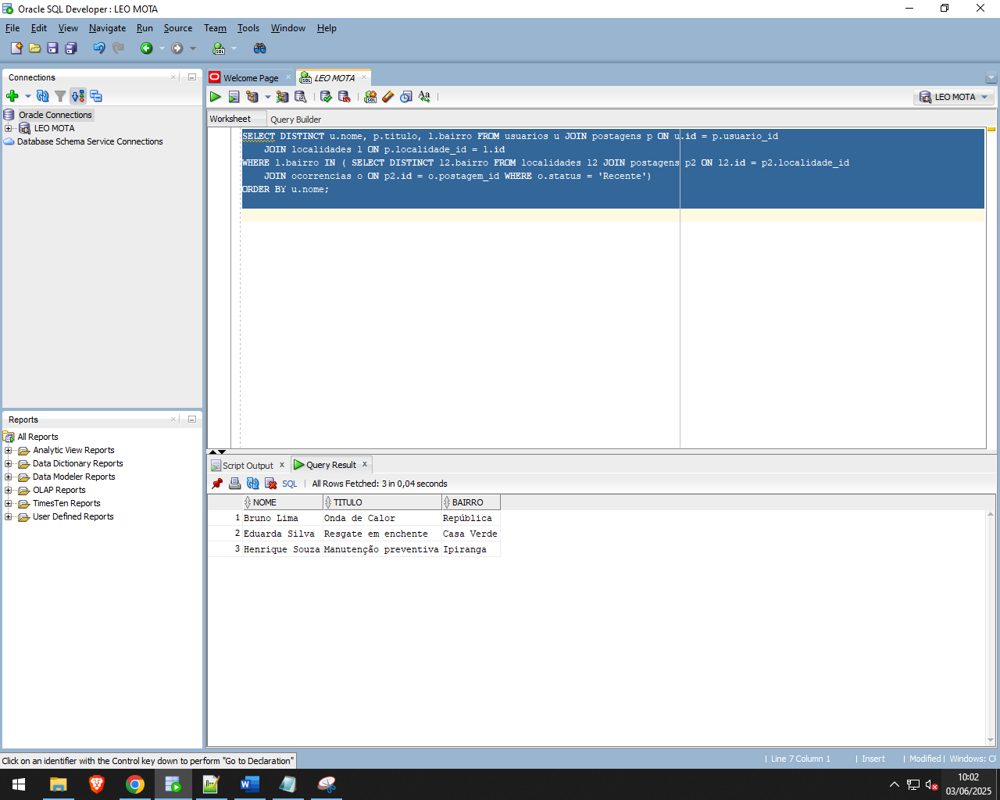 Oracle SQL Developer : LEO MOTA
File Edit View Navigate Run Source Team Tools Window Help
Connections
Oracle Connections
LEO MOTA
Database Schema Service Connections
Reports
All Reports
Analytic View Reports
Data Dictionary Reports
Data Modeler Reports
OLAP Reports
TimesTen Reports
User Defined Reports
Welcome Page
LEO MOTA
LEO MOTA
Worksheet
Query Builder
SELECT DISTINCT u.nome, p.titulo, l.bairro FROM usuarios u JOIN postagens p ON u.id = p.usuario_id
JOIN localidades l ON p.localidade_id = l.id
WHERE l.bairro IN ( SELECT DISTINCT l2.bairro FROM localidades l2 JOIN postagens p2 ON l2.id = p2.localidade_id
JOIN ocorrencias o ON p2.id = o.postagem_id WHERE o.status = 'Recente')
ORDER BY u.nome;
Script Output x
Query Result x
SQL | All Rows Fetched: 3 in 0,04 seconds
NOME TITULO BAIRRO
1 Bruno Lima Onda de Calor República
2 Eduarda Silva Resgate em enchente Casa Verde
3 Henrique Souza Manutenção preventiva Ipiranga
Click on an identifier with the Control key down to perform "Go to Declaration"
| Line 7 Column 1 | Insert | Modified | Windows: CF
10:02
03/06/2025